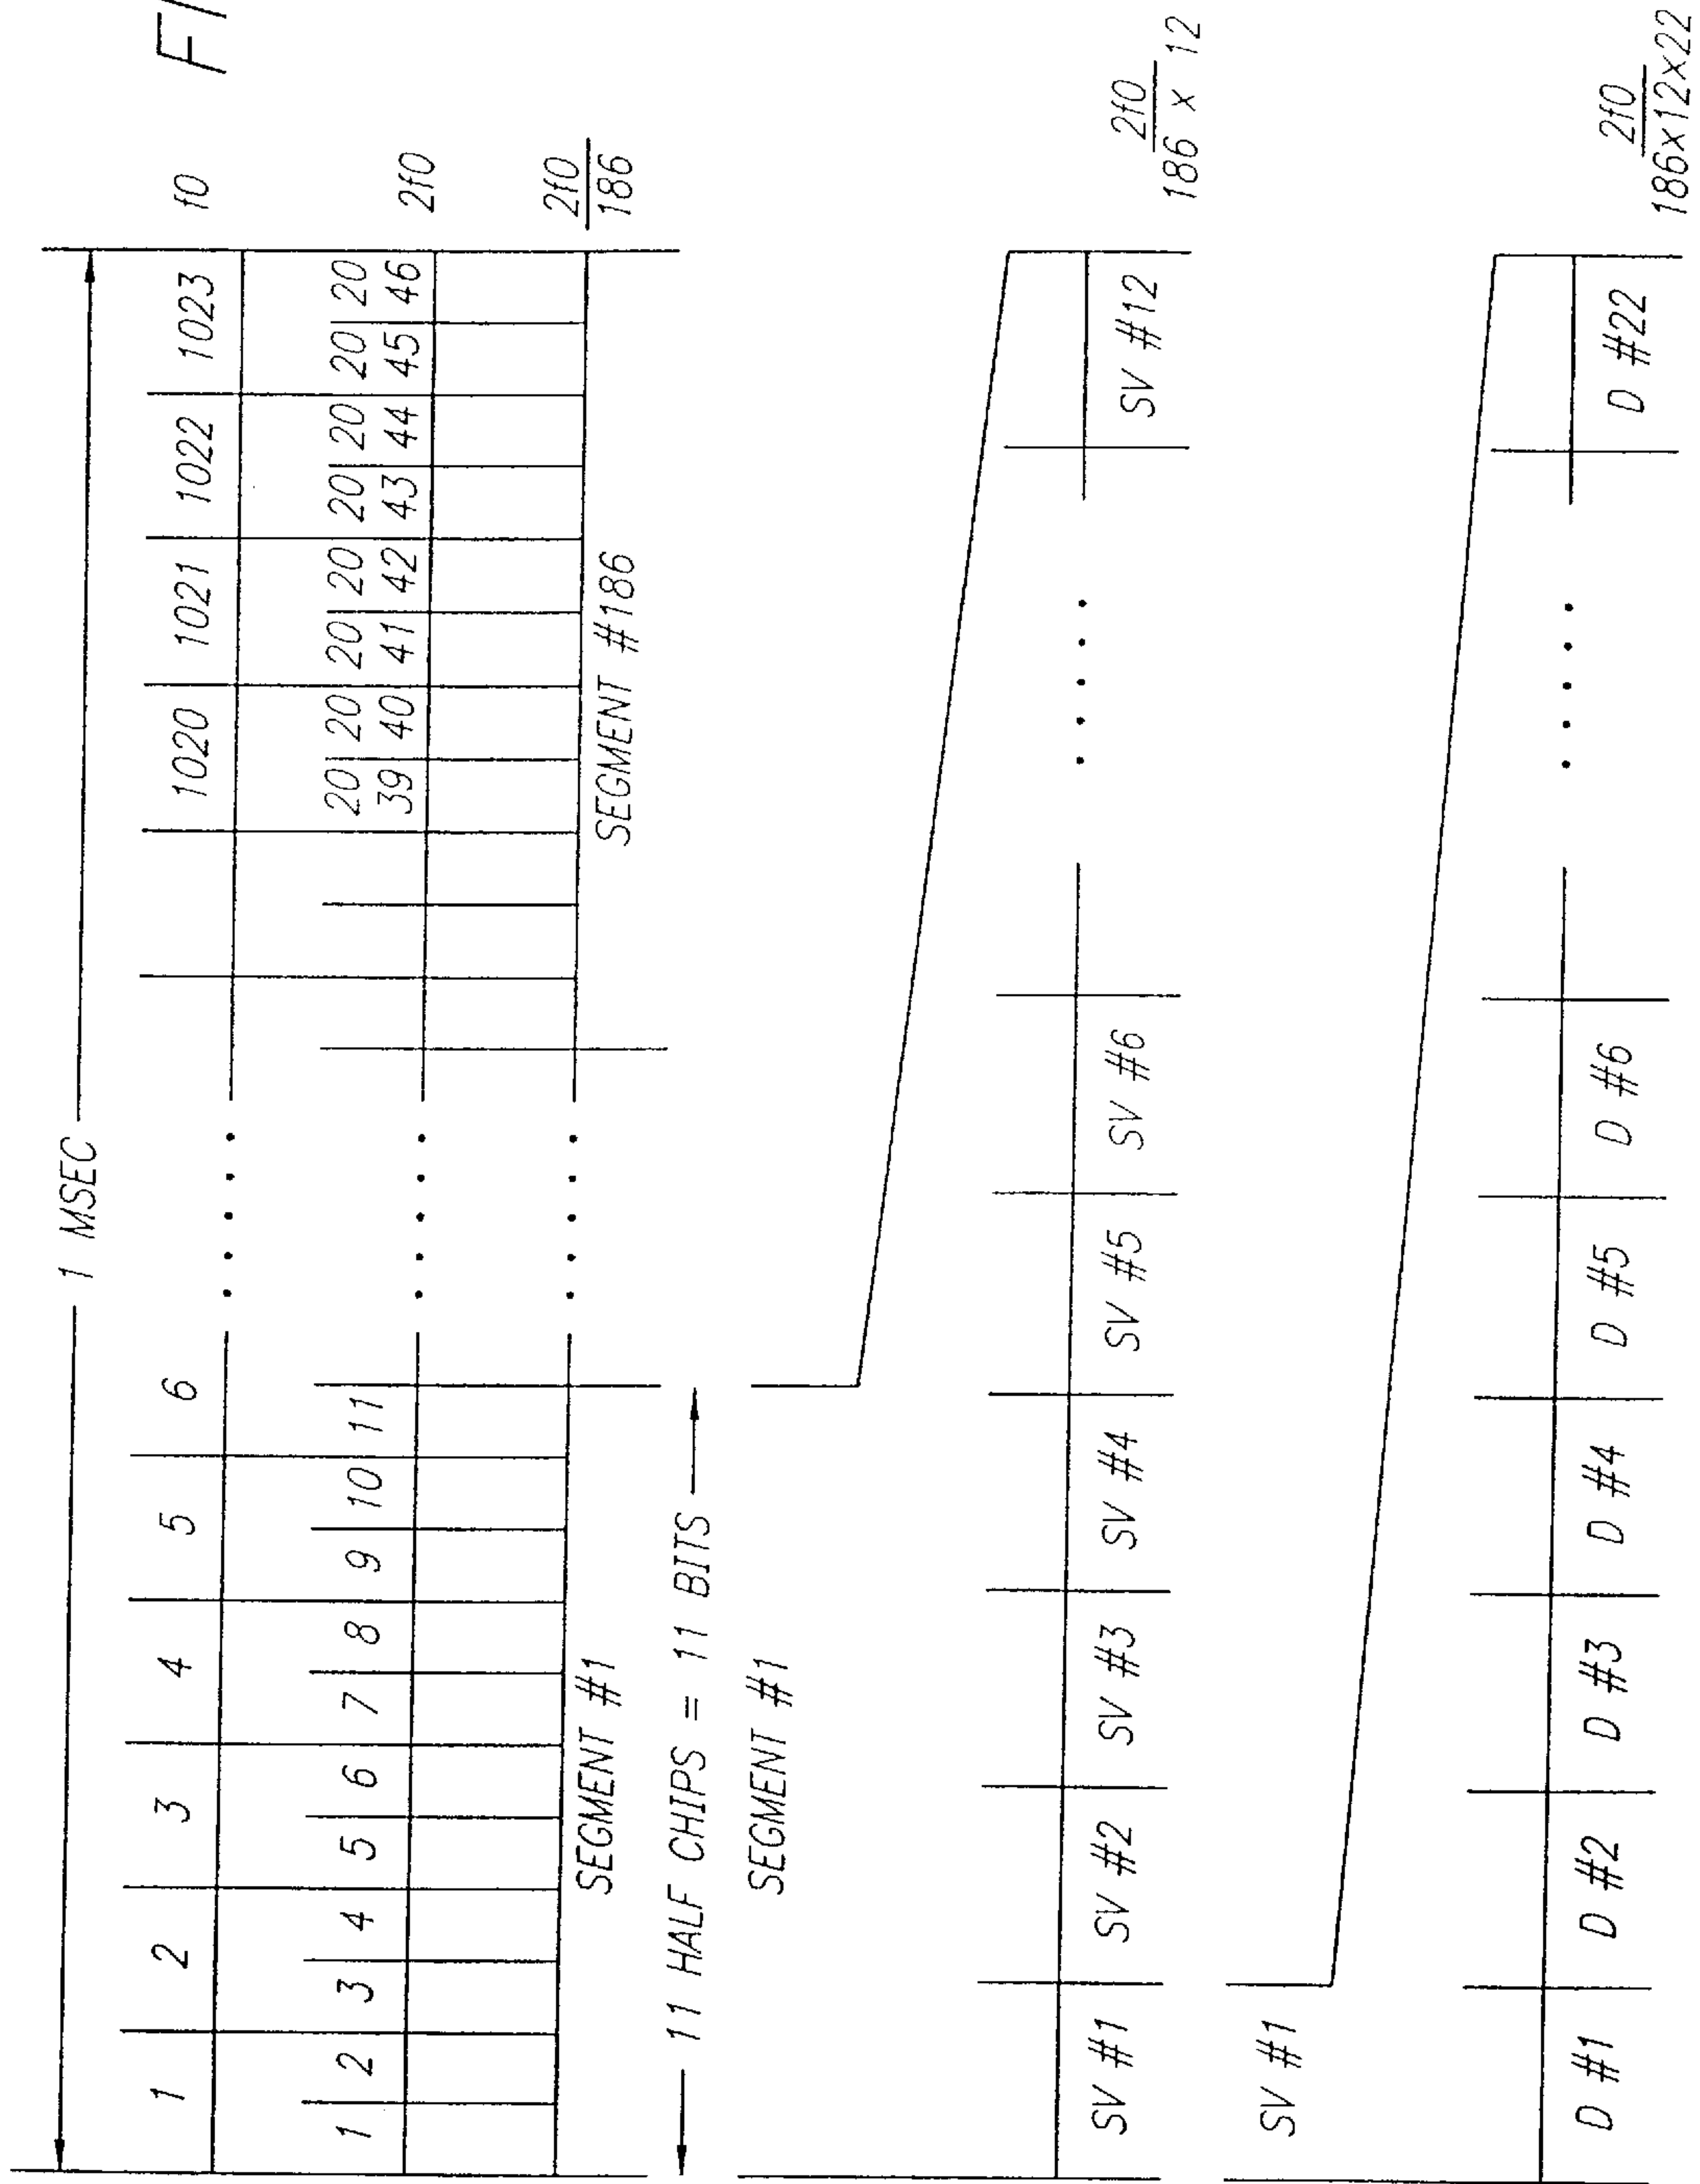 FI
1 MSEC
1 2 3 4 5 6 1020 1021 1022 1023 f0
1 2 3 4 5 6 7 8 9 10 11 20 20 20 20 20 20 20 20 2f0
39 40 41 42 43 44 45 46
SEGMENT #1 SEGMENT #186 2f0
186
11 HALF CHIPS = 11 BITS
SEGMENT #1
SV #1 SV #2 SV #3 SV #4 SV #5 SV #6 SV #12 2f0
186 x 12
SV #1
D #1 D #2 D #3 D #4 D #5 D #6 D #22 2f0
186x12x22